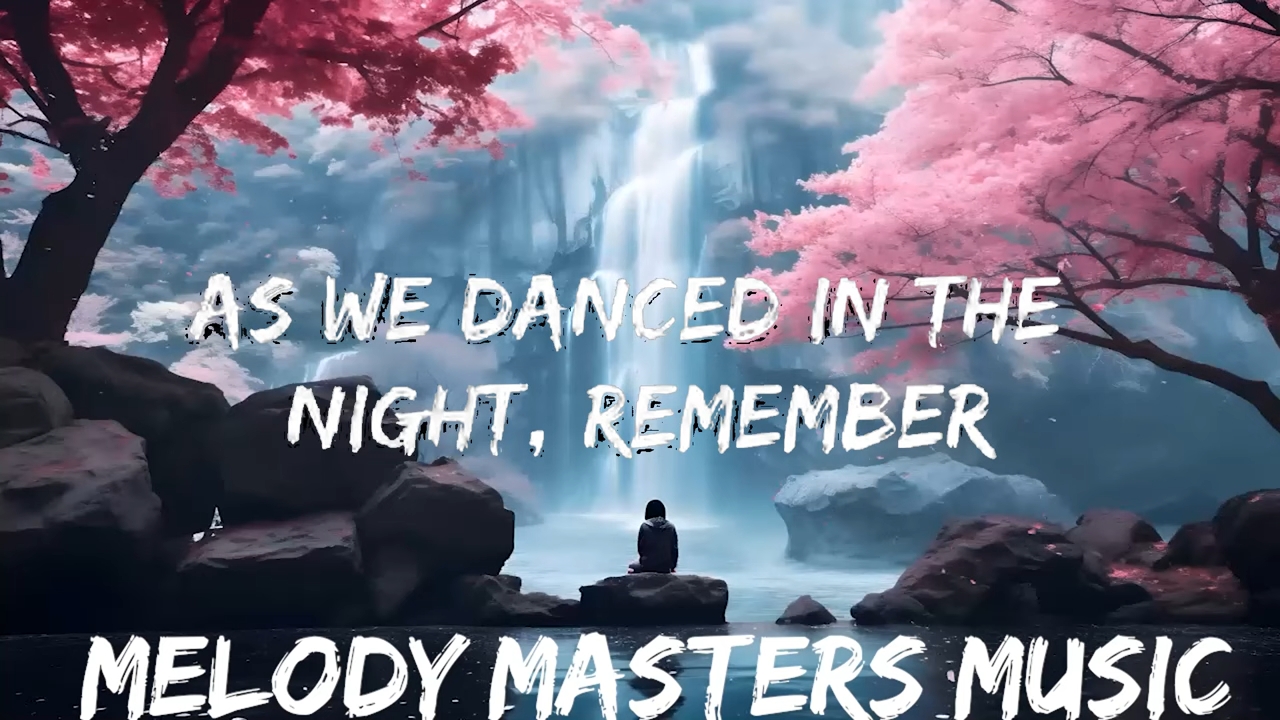 AS WE DANCED IN THE
NIGHT, REMEMBER
MELODY MASTERS MUSIC